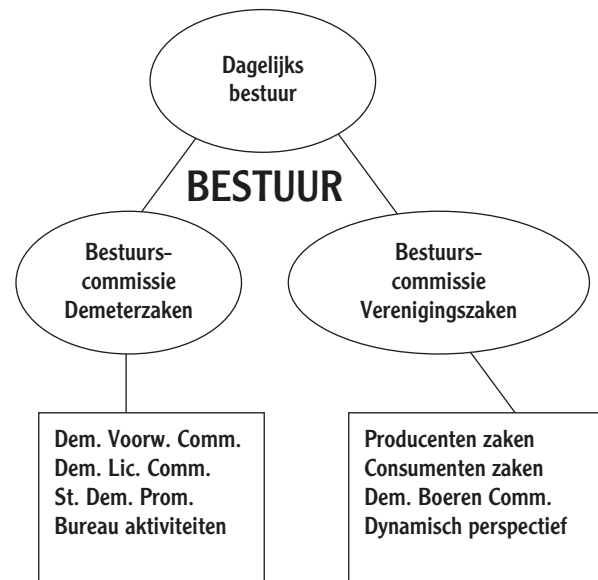 Dagelijks
bestuur
BESTUUR
Bestuurs-
commissie
Demeterzaken
Bestuurs-
commissie
Verenigingszaken
Dem. Voorw. Comm.
Dem. Lic. Comm.
St. Dem. Prom.
Bureau aktiviteiten
Producenten zaken
Consumenten zaken
Dem. Boeren Comm.
Dynamisch perspectief